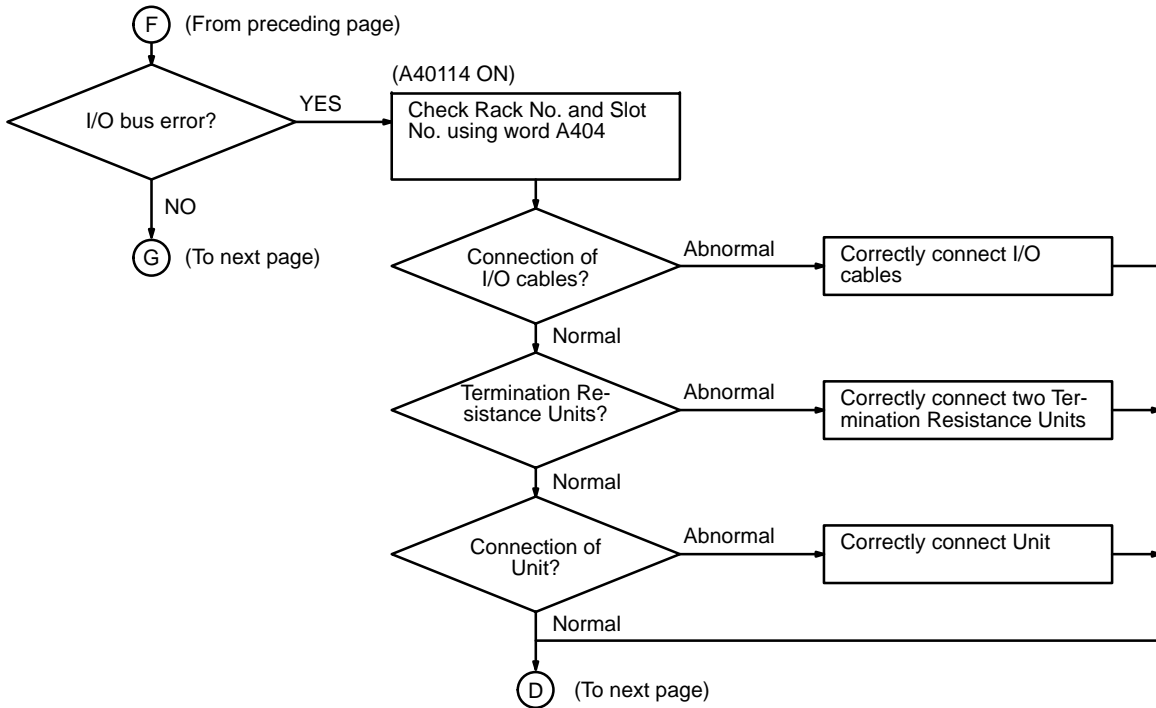 F (From preceding page)
I/O bus error?
YES
(A40114 ON)
Check Rack No. and Slot
No. using word A404
NO
G (To next page)
Connection of
I/O cables?
Abnormal
Correctly connect I/O
cables
Normal
Termination Re-
sistance Units?
Abnormal
Correctly connect two Ter-
mination Resistance Units
Normal
Connection of
Unit?
Abnormal
Correctly connect Unit
Normal
D (To next page)